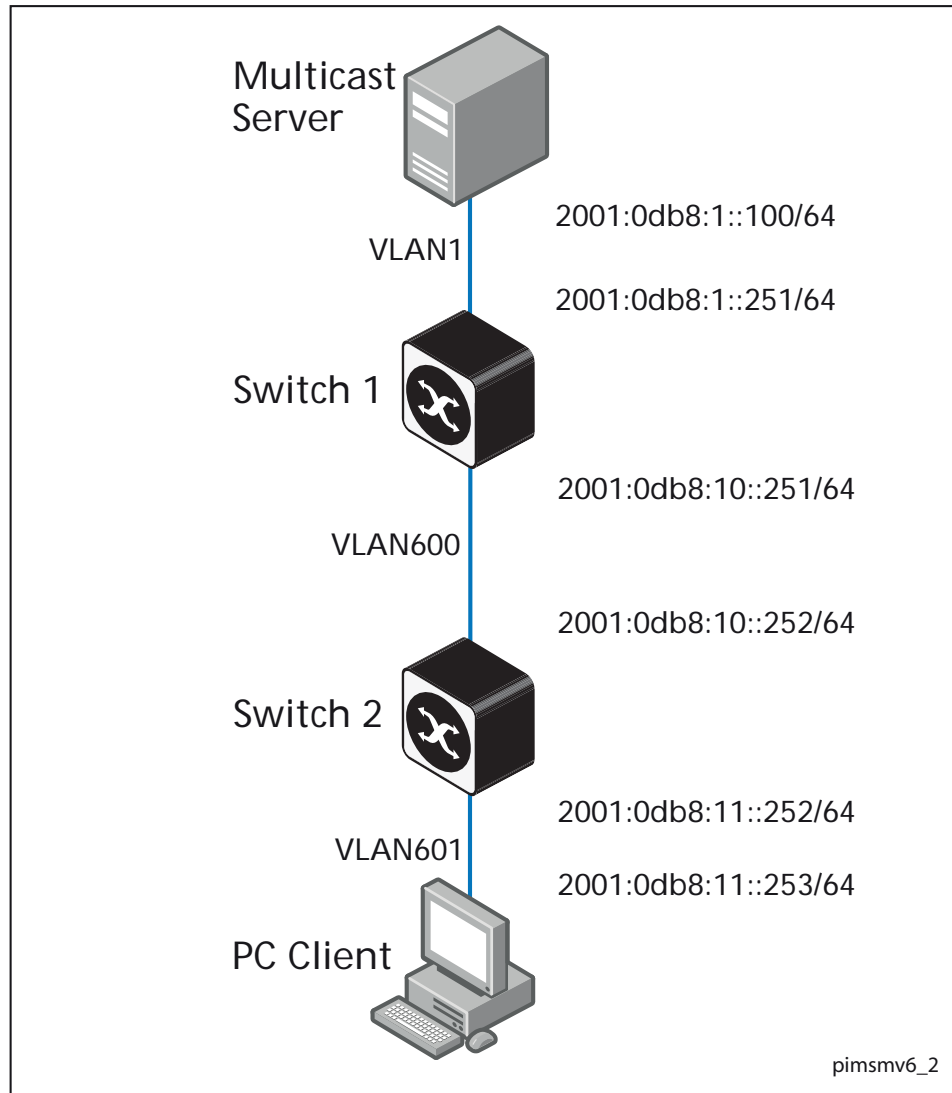 Multicast
Server
2001:0db8:1::100/64
VLAN1
2001:0db8:1::251/64
Switch 1
2001:0db8:10::251/64
VLAN600
2001:0db8:10::252/64
Switch 2
2001:0db8:11::252/64
VLAN601
2001:0db8:11::253/64
PC Client
pimsmv6_2